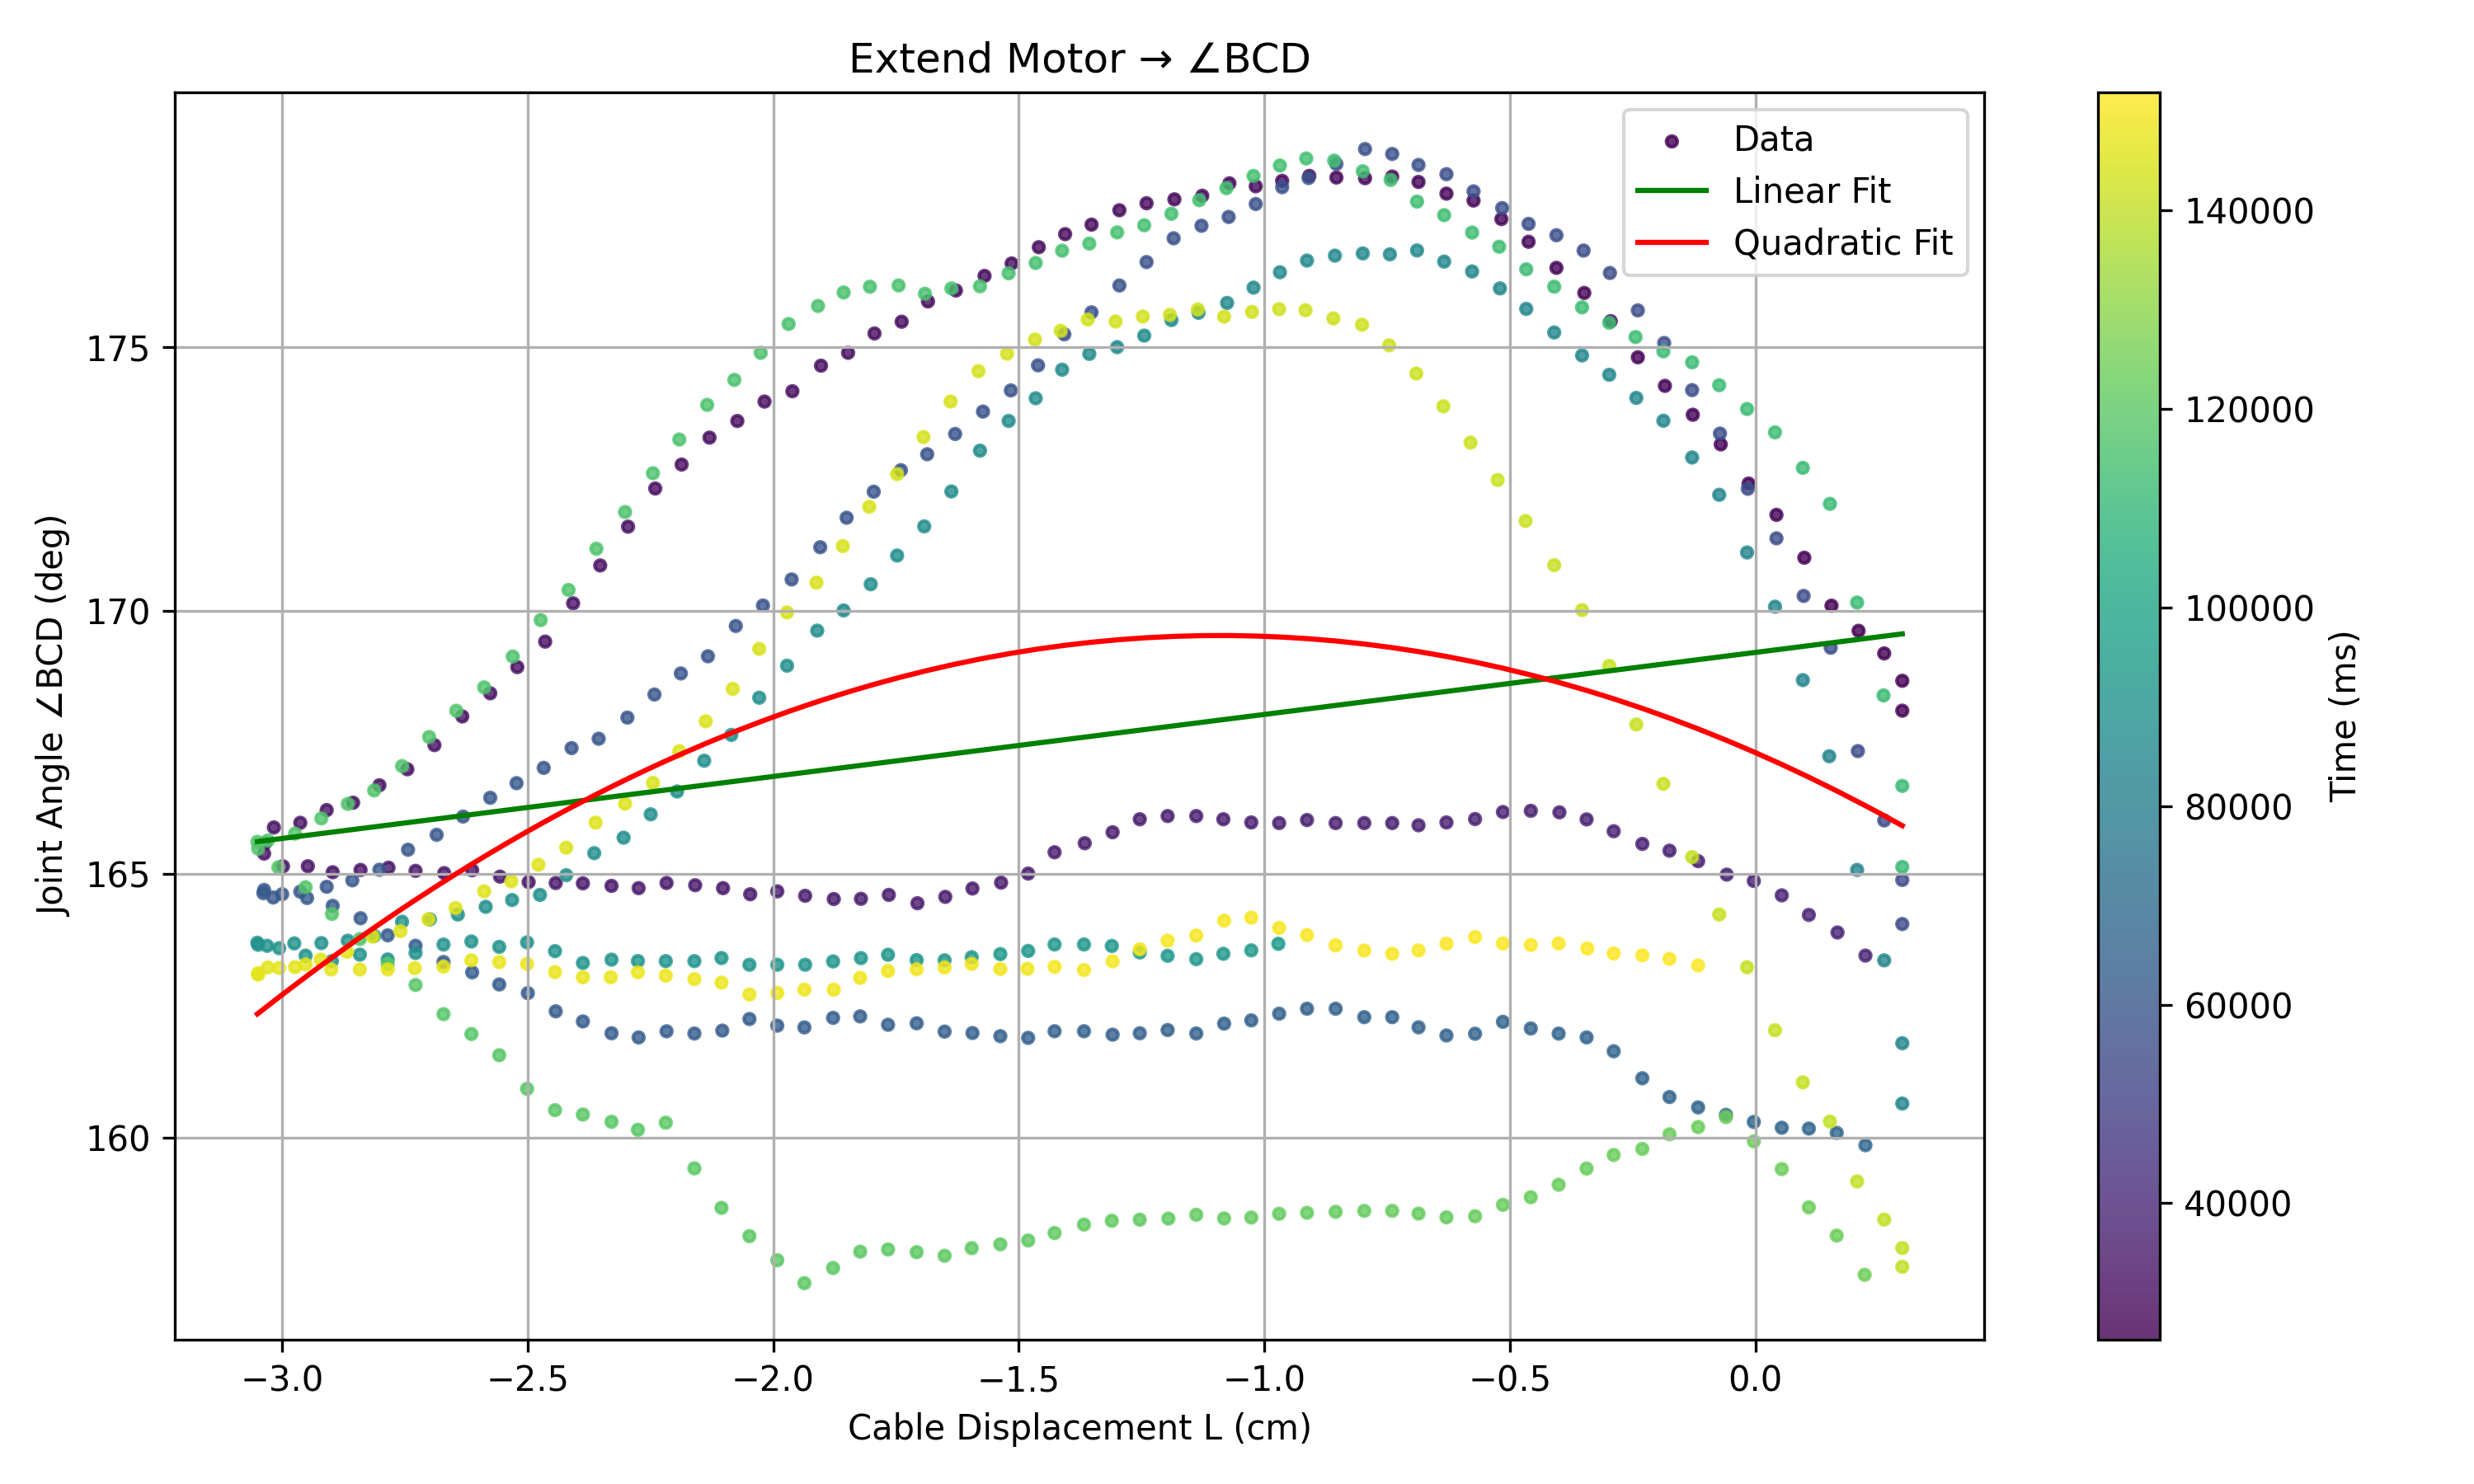 Extend Motor → ∠BCD
Data
Linear Fit
Quadratic Fit
Joint Angle ∠BCD (deg)
175
170
165
160
−3.0 −2.5 −2.0 −1.5 −1.0 −0.5 0.0
Cable Displacement L (cm)
140000
120000
100000
80000
60000
40000
Time (ms)